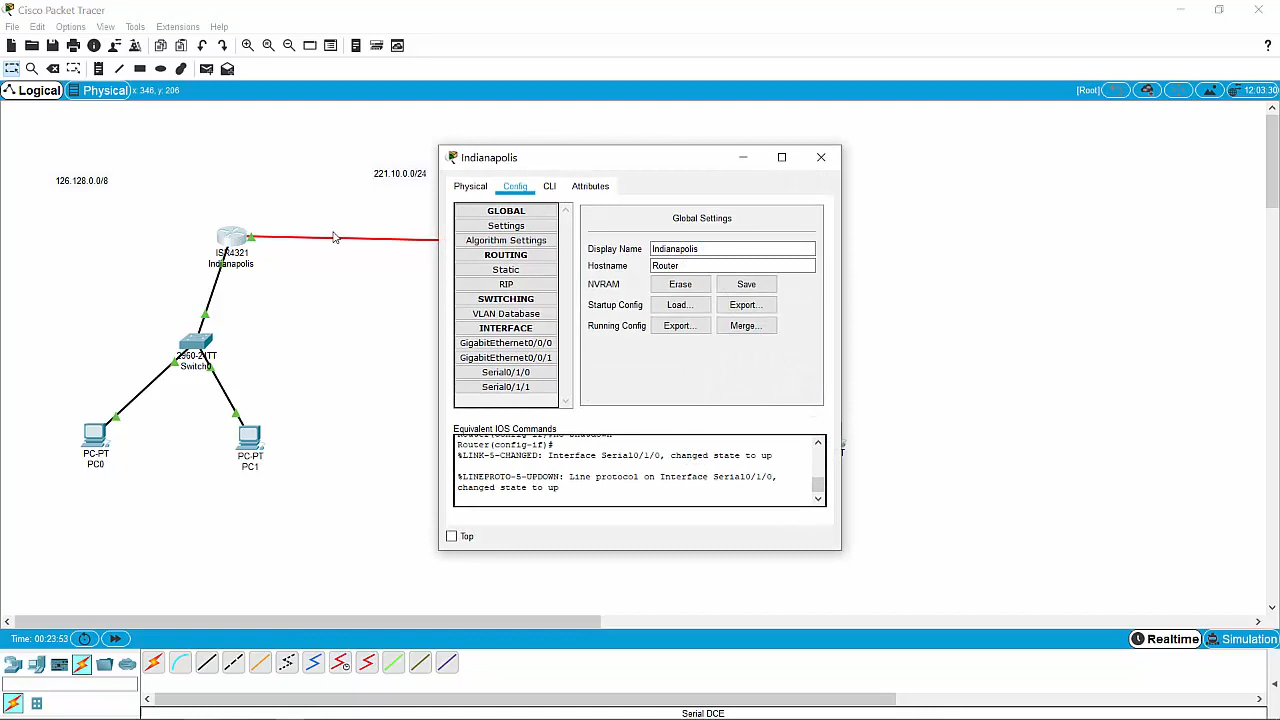 Cisco Packet Tracer
File Edit Options View Tools Extensions Help
?
Logical Physical x: 346, y: 206 [Root] 12:03:30
126.128.0.0/8
221.10.0.0/24
ISR4321
Indianapolis
2960-24TT
Switch0
PC-PT
PC0
PC-PT
PC1
Indianapolis
Physical Config CLI Attributes
GLOBAL
Settings
Algorithm Settings
ROUTING
Static
RIP
SWITCHING
VLAN Database
INTERFACE
GigabitEthernet0/0/0
GigabitEthernet0/0/1
Serial0/1/0
Serial0/1/1
Global Settings
Display Name Indianapolis
Hostname Router
NVRAM Erase Save
Startup Config Load... Export...
Running Config Export... Merge...
Equivalent IOS Commands
Router(config-if)#no shutdown
Router(config-if)#
%LINK-5-CHANGED: Interface Serial0/1/0, changed state to up
%LINEPROTO-5-UPDOWN: Line protocol on Interface Serial0/1/0,
changed state to up
Top
Time: 00:23:53 Realtime Simulation
Serial DCE